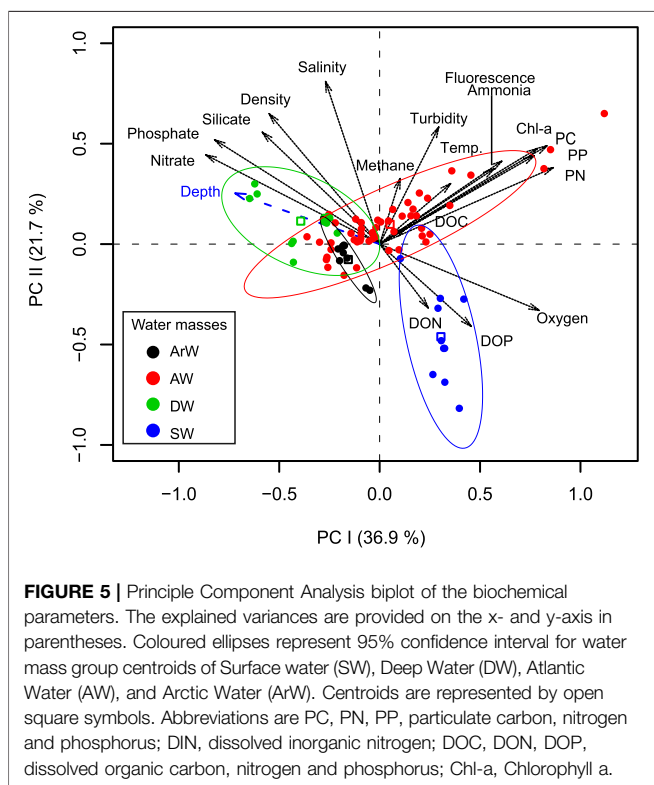 1.0
0.5
0.0
−0.5
−1.0
PC II (21.7 %)
Salinity
Density
Silicate
Phosphate
Nitrate
Depth
Fluorescence
Ammonia
Turbidity
Chl-a
PC
Temp.
PP
Methane
PN
DOC
DON
DOP
Oxygen
Water masses
ArW
AW
DW
SW
−1.0 −0.5 0.0 0.5 1.0
PC I (36.9 %)
FIGURE 5 | Principle Component Analysis biplot of the biochemical
parameters. The explained variances are provided on the x- and y-axis in
parentheses. Coloured ellipses represent 95% confidence interval for water
mass group centroids of Surface water (SW), Deep Water (DW), Atlantic
Water (AW), and Arctic Water (ArW). Centroids are represented by open
square symbols. Abbreviations are PC, PN, PP, particulate carbon, nitrogen
and phosphorus; DIN, dissolved inorganic nitrogen; DOC, DON, DOP,
dissolved organic carbon, nitrogen and phosphorus; Chl-a, Chlorophyll a.